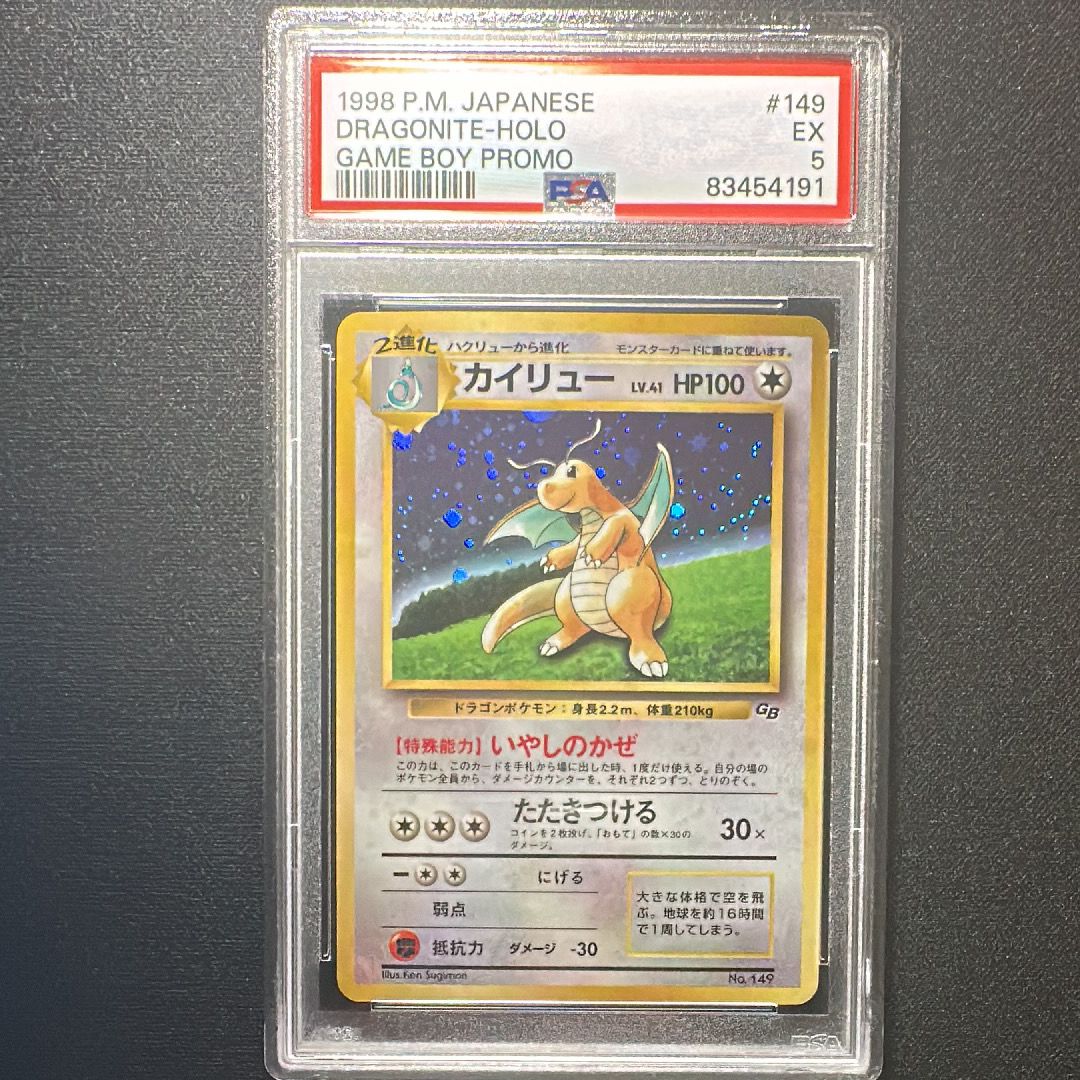 1998 P.M. JAPANESE #149
DRAGONITE-HOLO EX
GAME BOY PROMO 5
PSA 83454191
2進化 ハクリューから進化 モンスターカードに重ねて使います。
カイリュー LV.41 HP100
ドラゴンポケモン:身長2.2m、体重210kg GB
【特殊能力】いやしのかぜ
この力は、このカードを手札から場に出した時、1度だけ使える。自分の場の
ポケモン全員から、ダメージカウンターを、それぞれ2つずつ、とりのぞく。
たたきつける 30×
コインを2枚投げ、「おもて」の数×30の
ダメージ。
にげる
弱点
抵抗力 ダメージ -30
大きな体格で空を飛
ぶ。地球を約16時間
で1周してしまう。
Illus. Ken Sugimori No. 149
PSA